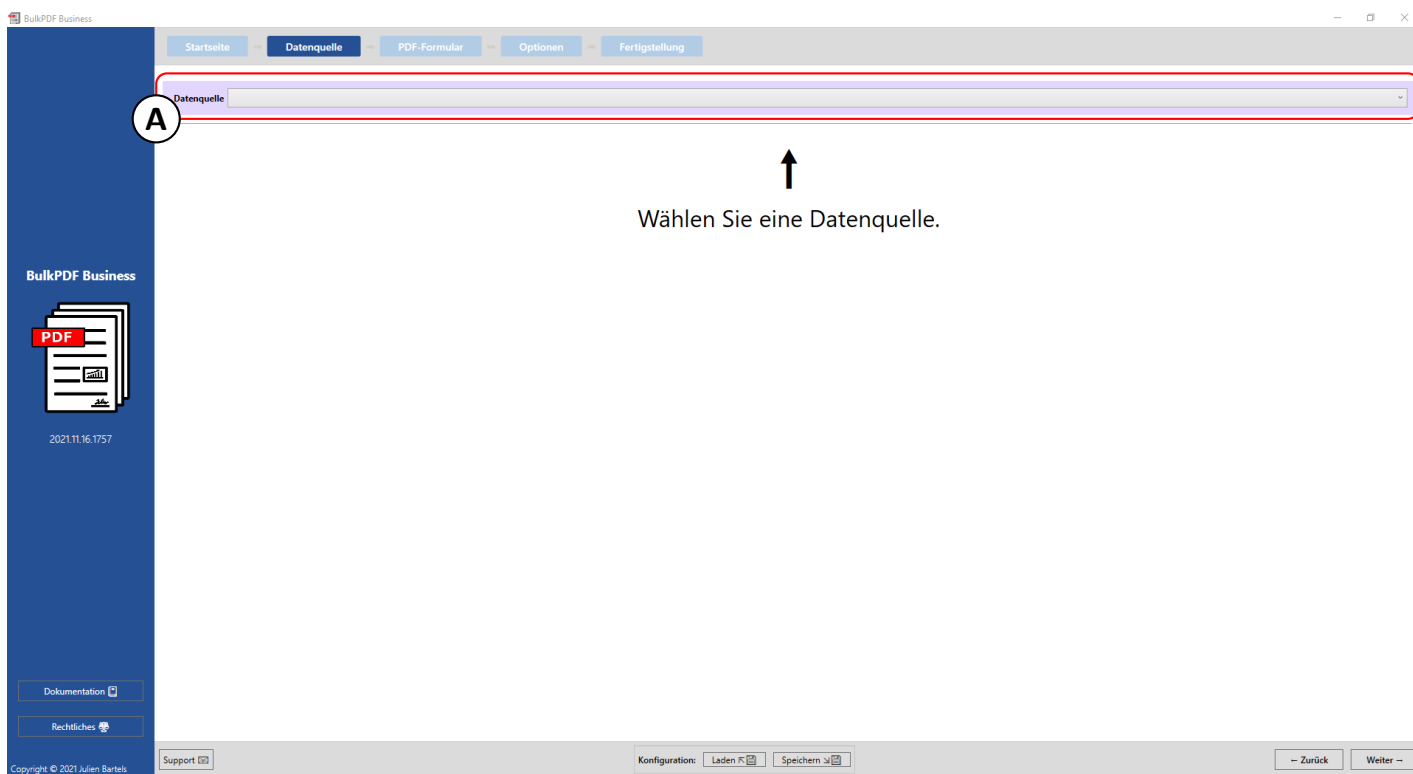 BulkPDF Business
Startseite Datenquelle PDF-Formular Optionen Fertigstellung
Datenquelle
A
Wählen Sie eine Datenquelle.
BulkPDF Business
PDF
2021.11.16.1757
Dokumentation
Rechtliches
Copyright © 2021 Julien Bartels
Support Konfiguration: Laden Speichern ← Zurück Weiter →